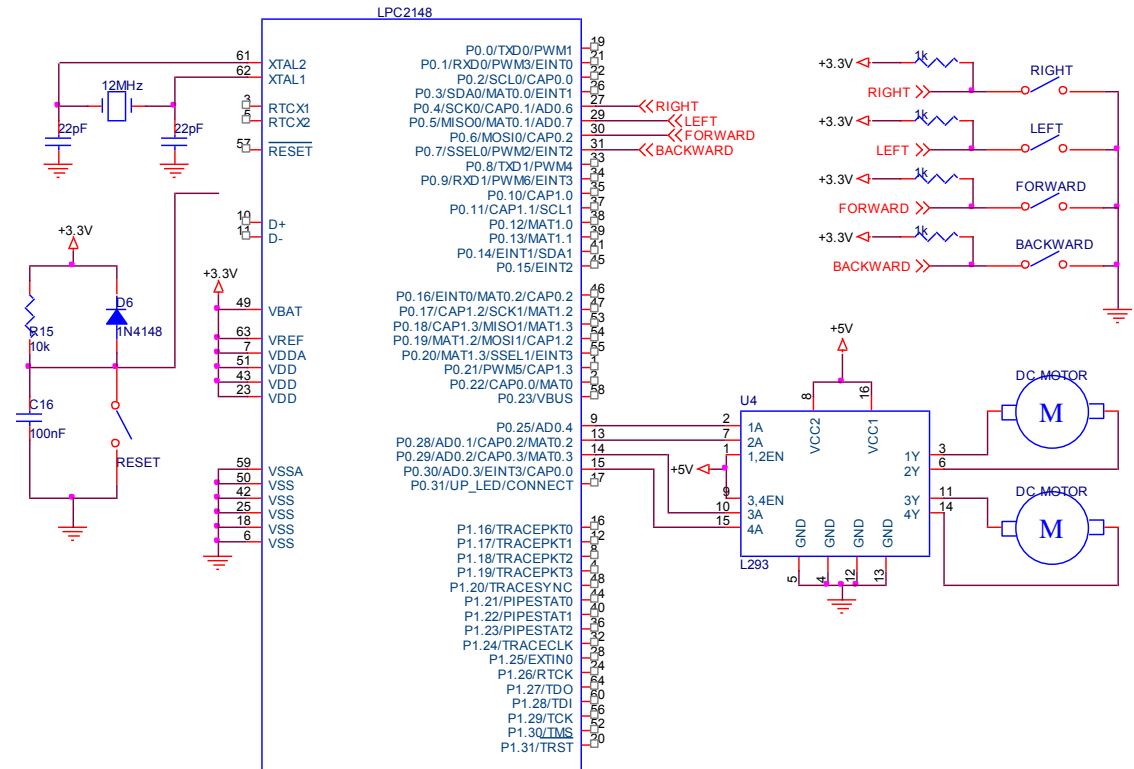 LPC2148
61
62
XTAL2
XTAL1
12MHz
22pF
22pF
3
5
RTCX1
RTCX2
57
RESET
10
11
D+
D-
+3.3V
R15
10k
D6
1N4148
C16
100nF
RESET
+3.3V
49 VBAT
63 VREF
7 VDDA
51 VDD
43 VDD
23 VDD
59 VSSA
50 VSS
42 VSS
25 VSS
18 VSS
6 VSS
P0.0/TXD0/PWM1 19
P0.1/RXD0/PWM3/EINT0 21
P0.2/SCL0/CAP0.0 22
P0.3/SDA0/MAT0.0/EINT1 26
P0.4/SCK0/CAP0.1/AD0.6 27 RIGHT
P0.5/MISO0/MAT0.1/AD0.7 29 LEFT
P0.6/MOSI0/CAP0.2 30 FORWARD
P0.7/SSEL0/PWM2/EINT2 31 BACKWARD
P0.8/TXD1/PWM4 33
P0.9/RXD1/PWM6/EINT3 34
P0.10/CAP1.0 35
P0.11/CAP1.1/SCL1 37
P0.12/MAT1.0 38
P0.13/MAT1.1 39
P0.14/EINT1/SDA1 41
P0.15/EINT2 45
P0.16/EINT0/MAT0.2/CAP0.2 46
P0.17/CAP1.2/SCK1/MAT1.2 47
P0.18/CAP1.3/MISO1/MAT1.3 53
P0.19/MAT1.2/MOSI1/CAP1.2 54
P0.20/MAT1.3/SSEL1/EINT3 55
P0.21/PWM5/CAP1.3 1
P0.22/CAP0.0/MAT0 2
P0.23/VBUS 58
P0.25/AD0.4 9
P0.28/AD0.1/CAP0.2/MAT0.2 13
P0.29/AD0.2/CAP0.3/MAT0.3 14
P0.30/AD0.3/EINT3/CAP0.0 15
P0.31/UP_LED/CONNECT 17
P1.16/TRACEPKT0 16
P1.17/TRACEPKT1 12
P1.18/TRACEPKT2 8
P1.19/TRACEPKT3 4
P1.20/TRACESYNC 48
P1.21/PIPESTAT0 44
P1.22/PIPESTAT1 40
P1.23/PIPESTAT2 36
P1.24/TRACECLK 32
P1.25/EXTIN0 28
P1.26/RTCK 24
P1.27/TDO 64
P1.28/TDI 60
P1.29/TCK 56
P1.30/TMS 52
P1.31/TRST 20
+3.3V 1k
RIGHT
RIGHT
+3.3V 1k
LEFT
LEFT
+3.3V 1k
FORWARD
FORWARD
+3.3V 1k
BACKWARD
BACKWARD
+5V
U4
8
16
VCC2
VCC1
2 1A
7 2A
1 1,2EN
+5V
9 3,4EN
10 3A
15 4A
1Y 3
2Y 6
3Y 11
4Y 14
GND
GND
GND
GND
L293
5
4
12
13
DC MOTOR
M
DC MOTOR
M